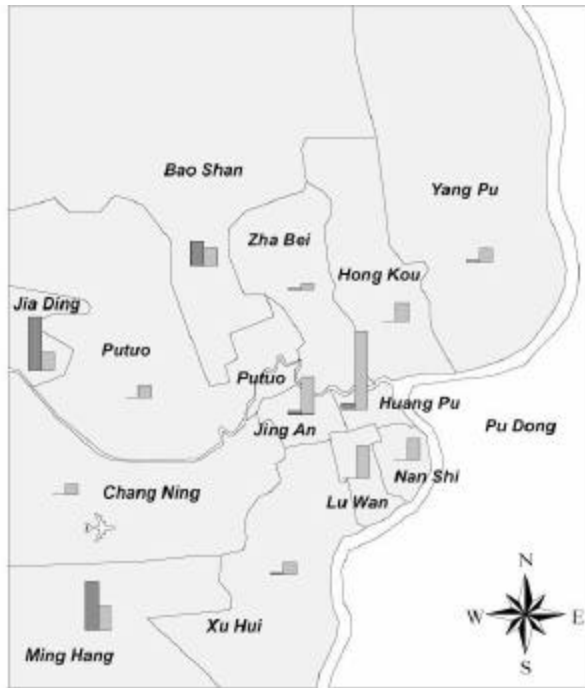 Bao Shan
Yang Pu
Zha Bei
Hong Kou
Jia Ding
Putuo
Putuo
Huang Pu
Jing An
Pu Dong
Nan Shi
Chang Ning
Lu Wan
N
W
E
S
Xu Hui
Ming Hang